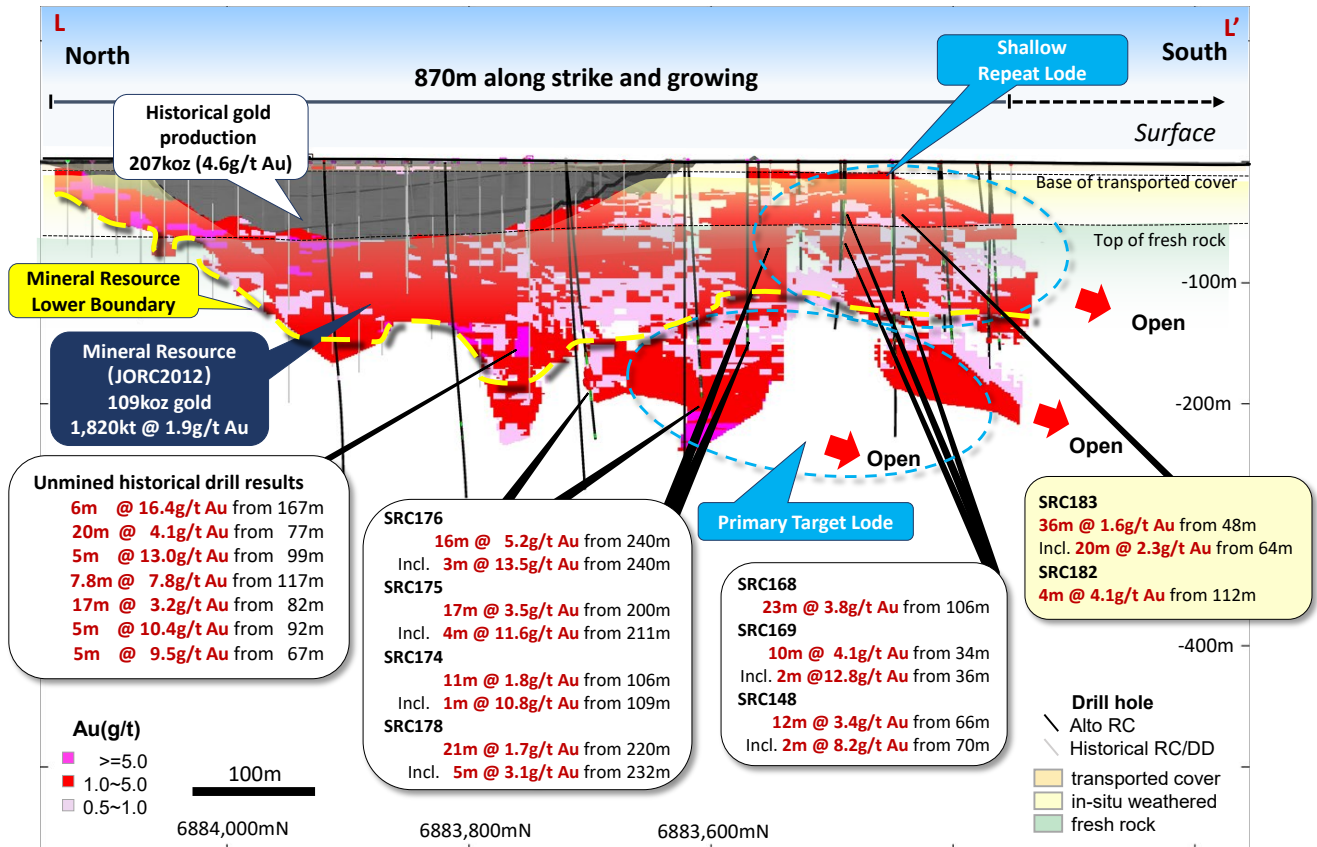 L
L’
North
South
870m along strike and growing
Shallow
Repeat Lode
Historical gold
production
207koz (4.6g/t Au)
Surface
Base of transported cover
Top of fresh rock
Mineral Resource
Lower Boundary
-100m
Open
Mineral Resource
(JORC2012)
109koz gold
1,820kt @ 1.9g/t Au
-200m
Open
Open
Primary Target Lode
Unmined historical drill results
6m @ 16.4g/t Au from 167m
20m @ 4.1g/t Au from 77m
5m @ 13.0g/t Au from 99m
7.8m @ 7.8g/t Au from 117m
17m @ 3.2g/t Au from 82m
5m @ 10.4g/t Au from 92m
5m @ 9.5g/t Au from 67m
SRC176
16m @ 5.2g/t Au from 240m
Incl. 3m @ 13.5g/t Au from 240m
SRC175
17m @ 3.5g/t Au from 200m
Incl. 4m @ 11.6g/t Au from 211m
SRC174
11m @ 1.8g/t Au from 106m
Incl. 1m @ 10.8g/t Au from 109m
SRC178
21m @ 1.7g/t Au from 220m
Incl. 5m @ 3.1g/t Au from 232m
SRC168
23m @ 3.8g/t Au from 106m
SRC169
10m @ 4.1g/t Au from 34m
Incl. 2m @12.8g/t Au from 36m
SRC148
12m @ 3.4g/t Au from 66m
Incl. 2m @ 8.2g/t Au from 70m
SRC183
36m @ 1.6g/t Au from 48m
Incl. 20m @ 2.3g/t Au from 64m
SRC182
4m @ 4.1g/t Au from 112m
-400m
Au(g/t)
>=5.0
1.0~5.0
0.5~1.0
100m
Drill hole
Alto RC
Historical RC/DD
transported cover
in-situ weathered
fresh rock
6884,000mN
6883,800mN
6883,600mN